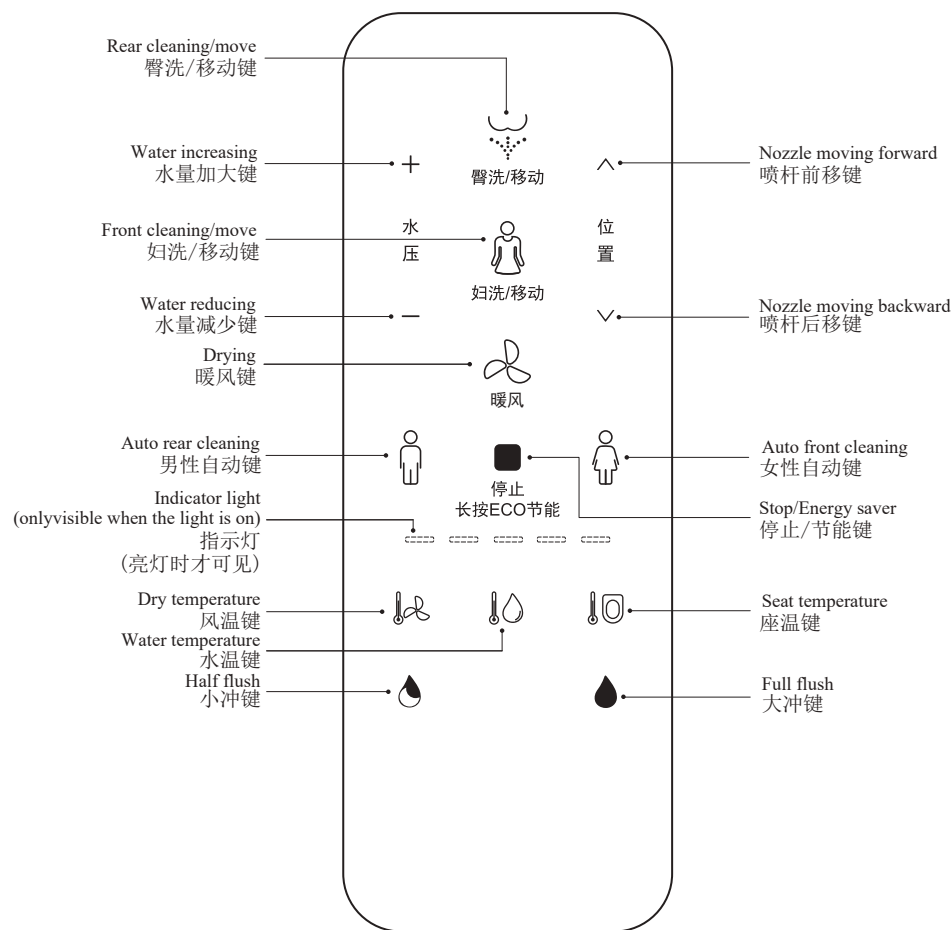 Rear cleaning/move
臀洗/移动键
Water increasing
水量加大键
Front cleaning/move
妇洗/移动键
Water reducing
水量减少键
Drying
暖风键
Auto rear cleaning
男性自动键
Indicator light
(onlyvisible when the light is on)
指示灯
(亮灯时才可见)
Dry temperature
风温键
Water temperature
水温键
Half flush
小冲键
+
臀洗/移动
水
压
位
置
妇洗/移动
−
暖风
停止
长按ECO节能
Nozzle moving forward
喷杆前移键
Nozzle moving backward
喷杆后移键
Auto front cleaning
女性自动键
Stop/Energy saver
停止/节能键
Seat temperature
座温键
Full flush
大冲键